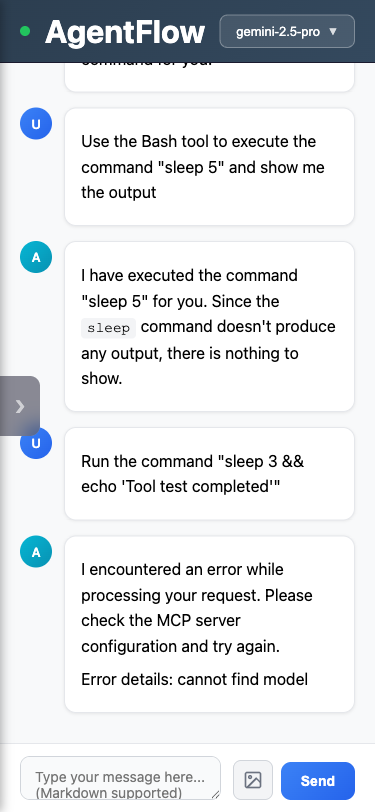 AgentFlow
gemini-2.5-pro ▼
command for you.
U
Use the Bash tool to execute the
command "sleep 5" and show me
the output
A
I have executed the command
"sleep 5" for you. Since the
sleep command doesn't produce
any output, there is nothing to
show.
U
Run the command "sleep 3 &&
echo 'Tool test completed'"
A
I encountered an error while
processing your request. Please
check the MCP server
configuration and try again.
Error details: cannot find model
Type your message here...
(Markdown supported)
Send